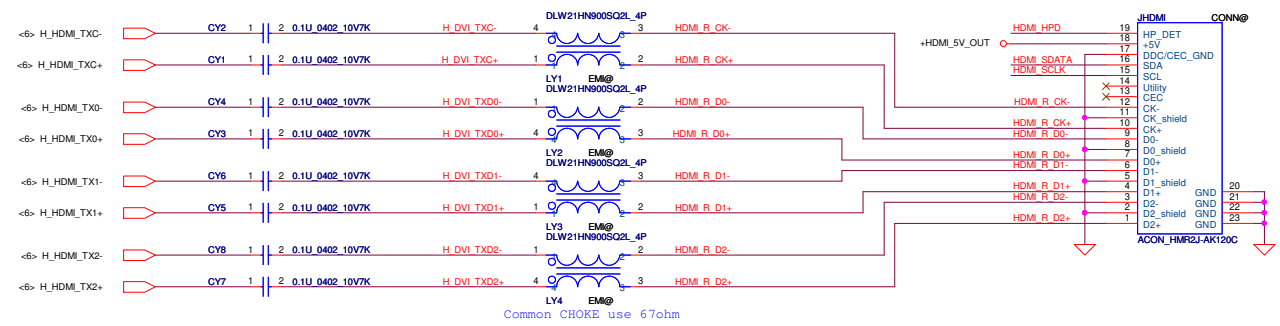 DLW21HN900SQ2L_4P
JHDMI CONN@
<6> H_HDMI_TXC- CY2 1 2 0.1U_0402_10V7K H_DVI_TXC- 4 3 HDMI_R_CK- HDMI_HPD 19 HP_DET
+HDMI_5V_OUT 18 +5V
17 DDC/CEC_GND
<6> H_HDMI_TXC+ CY1 1 2 0.1U_0402_10V7K H_DVI_TXC+ 1 2 HDMI_R_CK+ HDMI_SDATA 16 SDA
HDMI_SCLK 15 SCL
LY1 EMI@
14 Utility
DLW21HN900SQ2L_4P
13 CEC
<6> H_HDMI_TX0- CY4 1 2 0.1U_0402_10V7K H_DVI_TXD0- 1 2 HDMI_R_D0- HDMI_R_CK- 12 CK-
11 CK_shield
HDMI_R_CK+ 10 CK+
<6> H_HDMI_TX0+ CY3 1 2 0.1U_0402_10V7K H_DVI_TXD0+ 4 3 HDMI_R_D0+ HDMI_R_D0- 9 D0-
8 D0_shield
LY2 EMI@
HDMI_R_D0+ 7 D0+
DLW21HN900SQ2L_4P
HDMI_R_D1- 6 D1-
<6> H_HDMI_TX1- CY6 1 2 0.1U_0402_10V7K H_DVI_TXD1- 4 3 HDMI_R_D1- 5 D1_shield
HDMI_R_D1+ 4 D1+ GND 20
HDMI_R_D2- 3 D2- GND 21
<6> H_HDMI_TX1+ CY5 1 2 0.1U_0402_10V7K H_DVI_TXD1+ 1 2 HDMI_R_D1+ 2 D2_shield GND 22
HDMI_R_D2+ 1 D2+ GND 23
LY3 EMI@
DLW21HN900SQ2L_4P
ACON_HMR2J-AK120C
<6> H_HDMI_TX2- CY8 1 2 0.1U_0402_10V7K H_DVI_TXD2- 1 2 HDMI_R_D2-
<6> H_HDMI_TX2+ CY7 1 2 0.1U_0402_10V7K H_DVI_TXD2+ 4 3 HDMI_R_D2+
LY4 EMI@
Common CHOKE use 67ohm